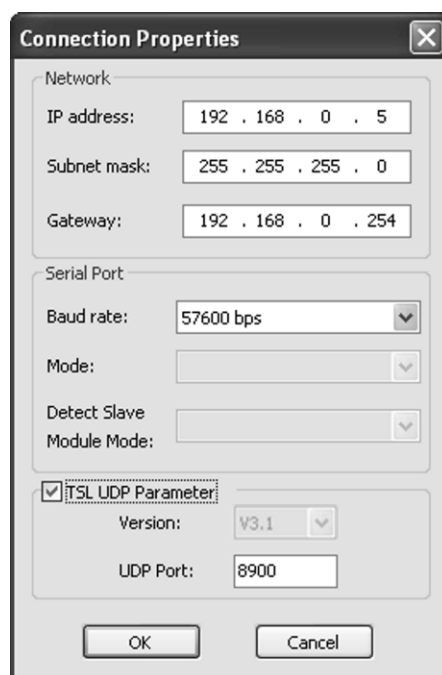 Connection Properties
Network
IP address: 192 . 168 . 0 . 5
Subnet mask: 255 . 255 . 255 . 0
Gateway: 192 . 168 . 0 . 254
Serial Port
Baud rate: 57600 bps
Mode:
Detect Slave
Module Mode:
TSL UDP Parameter
Version: V3.1
UDP Port: 8900
OK Cancel